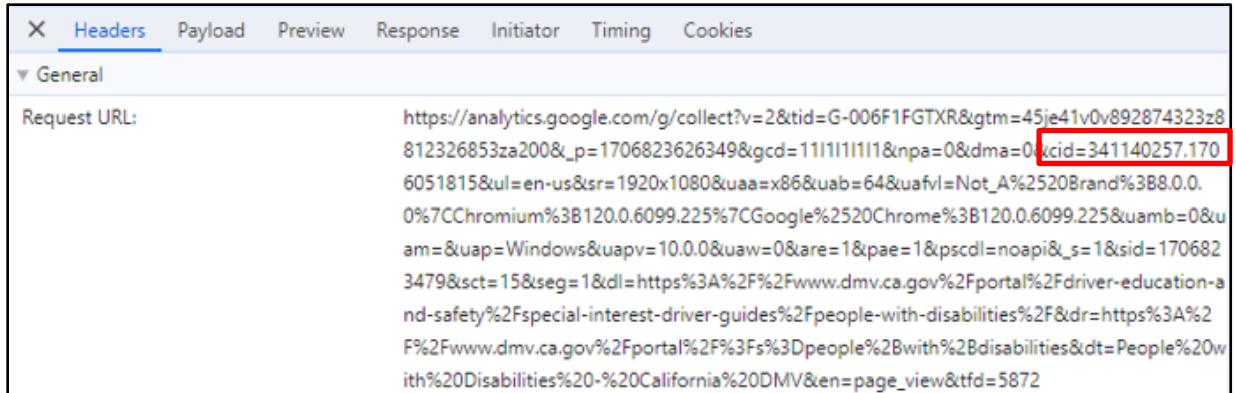 × Headers Payload Preview Response Initiator Timing Cookies
▼ General
Request URL: https://analytics.google.com/g/collect?v=2&tid=G-006F1FGTXR&gtm=45je41v0v892874323z8
812326853za200&_p=1706823626349&gcd=11l1l1l1l1&npa=0&dma=0&cid=341140257.170
6051815&ul=en-us&sr=1920x1080&uaa=x86&uab=64&uafvl=Not_A%2520Brand%3B8.0.0.
0%7CChromium%3B120.0.6099.225%7CGoogle%2520Chrome%3B120.0.6099.225&uamb=0&u
am=&uap=Windows&uapv=10.0.0&uaw=0&are=1&pae=1&pscdl=noapi&_s=1&sid=170682
3479&sct=15&seg=1&dl=https%3A%2F%2Fwww.dmv.ca.gov%2Fportal%2Fdriver-education-a
nd-safety%2Fspecial-interest-driver-guides%2Fpeople-with-disabilities%2F&dr=https%3A%2
F%2Fwww.dmv.ca.gov%2Fportal%2F%3Fs%3Dpeople%2Bwith%2Bdisabilities&dt=People%20w
ith%20Disabilities%20-%20California%20DMV&en=page_view&tfd=5872